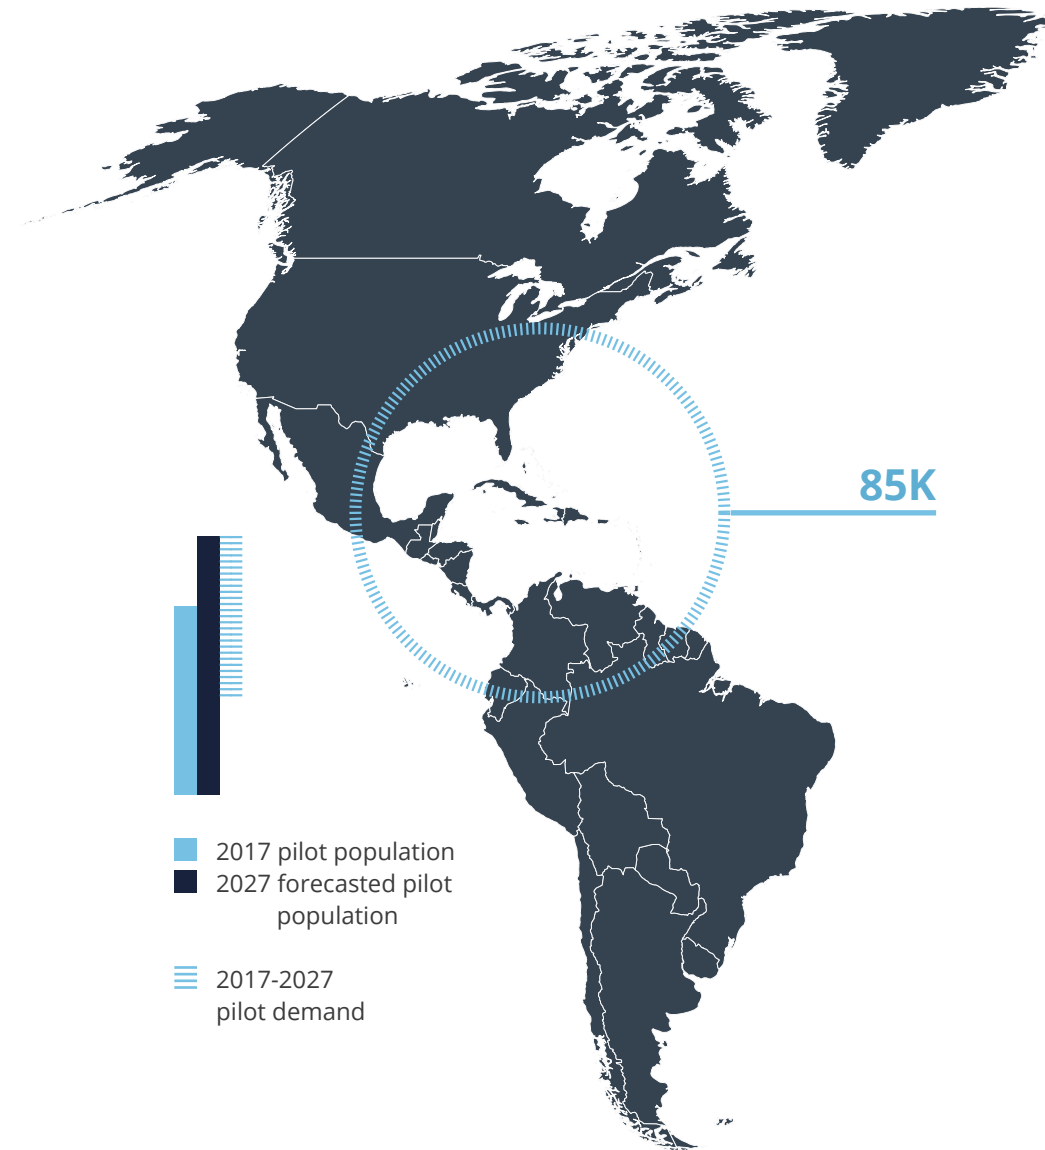 85K
2017 pilot population
2027 forecasted pilot
population
2017-2027
pilot demand